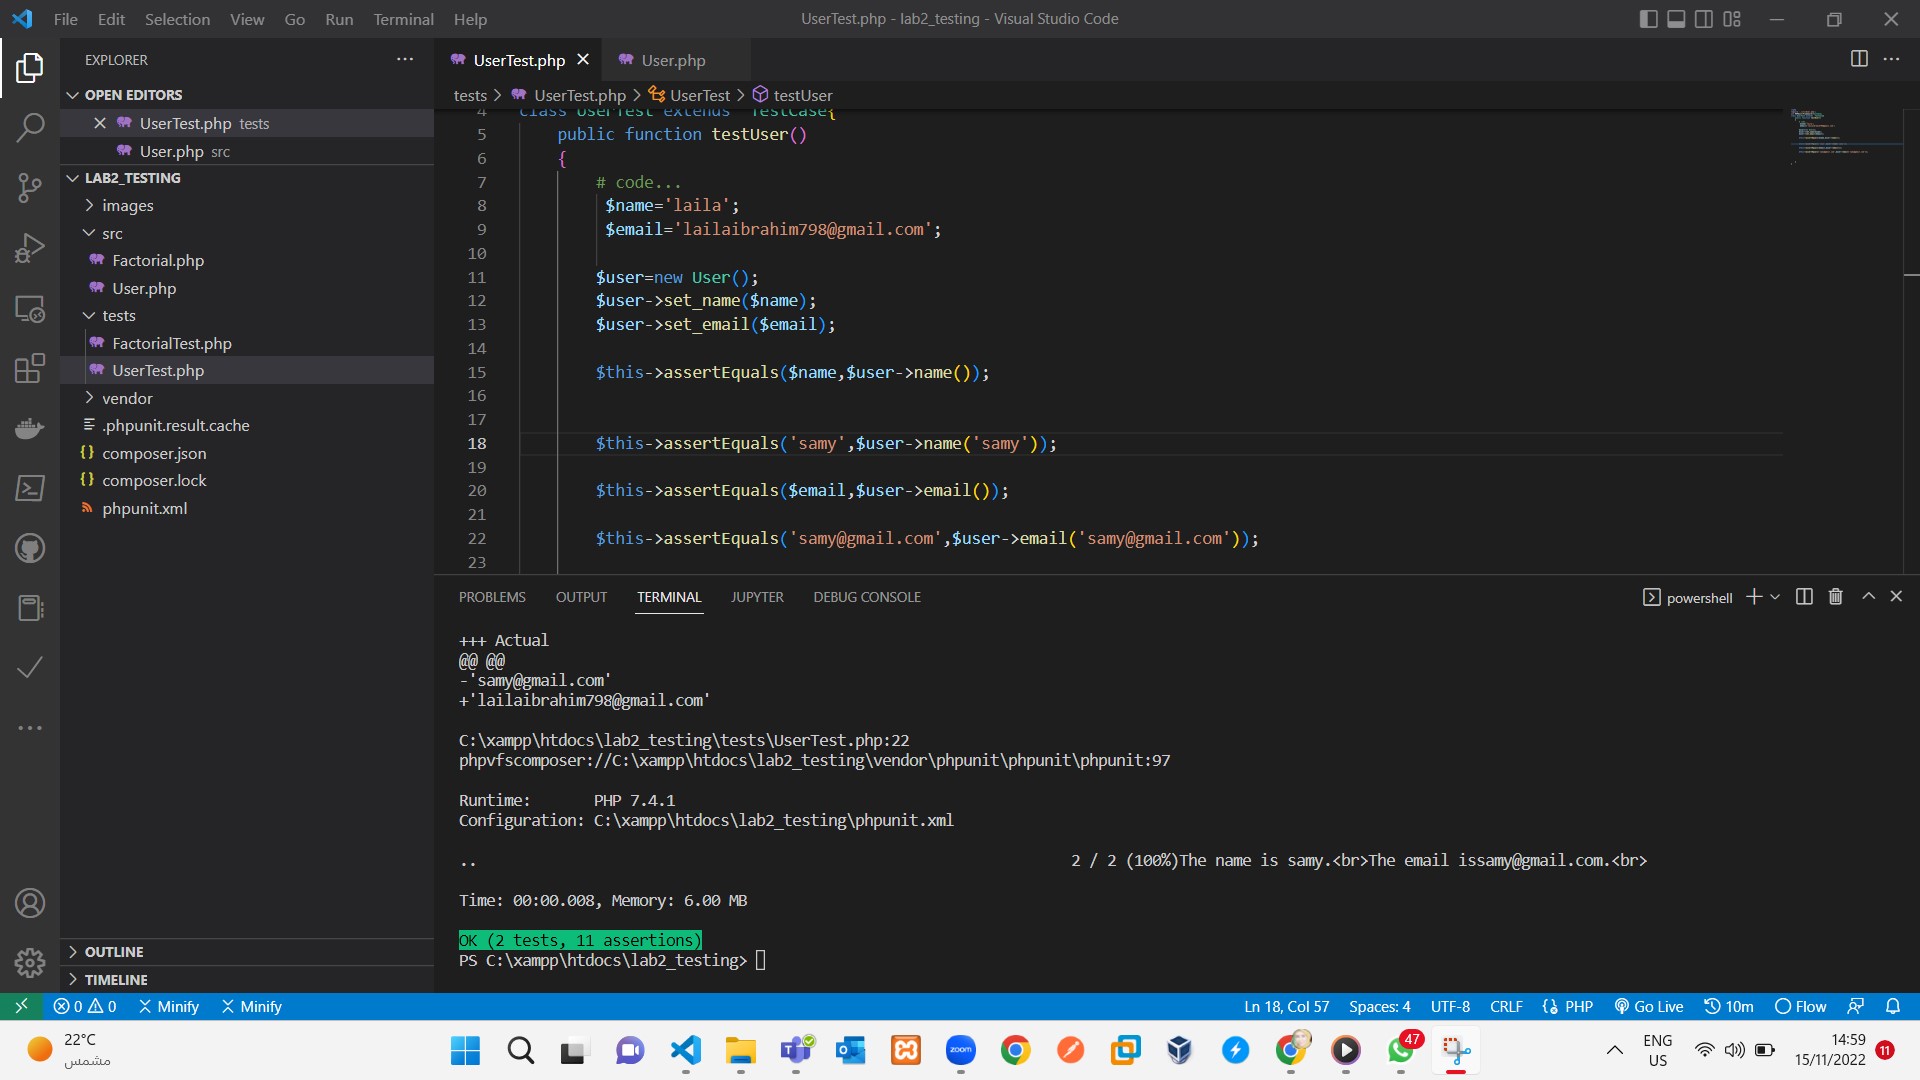 File Edit Selection View Go Run Terminal Help
UserTest.php - lab2_testing - Visual Studio Code
EXPLORER
OPEN EDITORS
UserTest.php tests
User.php src
LAB2_TESTING
images
src
Factorial.php
User.php
tests
FactorialTest.php
UserTest.php
vendor
.phpunit.result.cache
composer.json
composer.lock
phpunit.xml
OUTLINE
TIMELINE
UserTest.php
User.php
tests > UserTest.php > UserTest > testUser
4 class UserTest extends TestCase{
5 public function testUser()
6 {
7 # code...
8 $name='laila';
9 $email='lailaibrahim798@gmail.com';
10
11 $user=new User();
12 $user->set_name($name);
13 $user->set_email($email);
14
15 $this->assertEquals($name,$user->name());
16
17
18 $this->assertEquals('samy',$user->name('samy'));
19
20 $this->assertEquals($email,$user->email());
21
22 $this->assertEquals('samy@gmail.com',$user->email('samy@gmail.com'));
23
PROBLEMS OUTPUT TERMINAL JUPYTER DEBUG CONSOLE
powershell
+++ Actual
@@ @@
-'samy@gmail.com'
+'lailaibrahim798@gmail.com'
C:\xampp\htdocs\lab2_testing\tests\UserTest.php:22
phpvfscomposer://C:\xampp\htdocs\lab2_testing\vendor\phpunit\phpunit\phpunit:97
Runtime: PHP 7.4.1
Configuration: C:\xampp\htdocs\lab2_testing\phpunit.xml
.. 2 / 2 (100%)The name is samy.<br>The email issamy@gmail.com.<br>
Time: 00:00.008, Memory: 6.00 MB
OK (2 tests, 11 assertions)
PS C:\xampp\htdocs\lab2_testing>
0 0 Minify Minify
Ln 18, Col 57 Spaces: 4 UTF-8 CRLF PHP Go Live 10m Flow
22°C
مشمس
zoom
47
ENG
US
14:59
15/11/2022
11